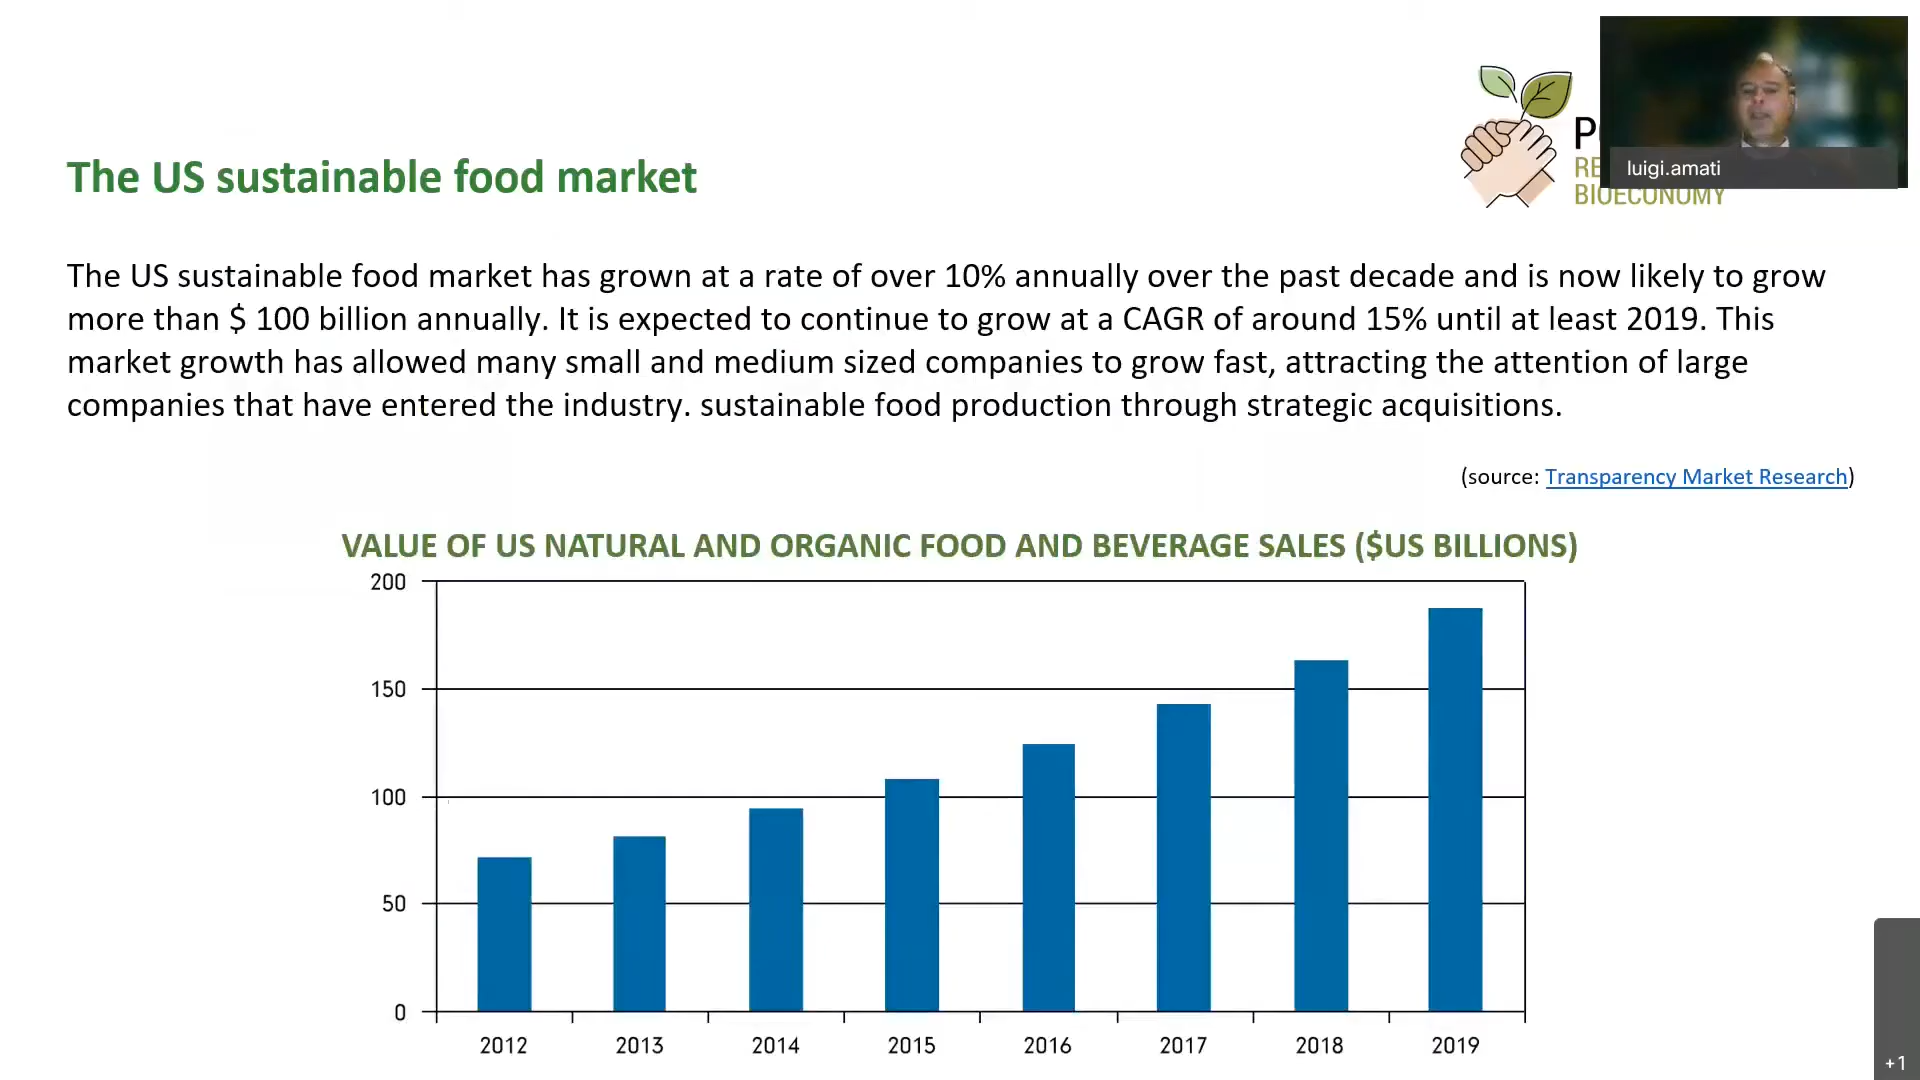 luigi.amati
BIOECONOMY
The US sustainable food market
The US sustainable food market has grown at a rate of over 10% annually over the past decade and is now likely to grow
more than $ 100 billion annually. It is expected to continue to grow at a CAGR of around 15% until at least 2019. This
market growth has allowed many small and medium sized companies to grow fast, attracting the attention of large
companies that have entered the industry. sustainable food production through strategic acquisitions.
(source: Transparency Market Research)
VALUE OF US NATURAL AND ORGANIC FOOD AND BEVERAGE SALES ($US BILLIONS)
200
150
100
50
0
2012 2013 2014 2015 2016 2017 2018 2019
+1